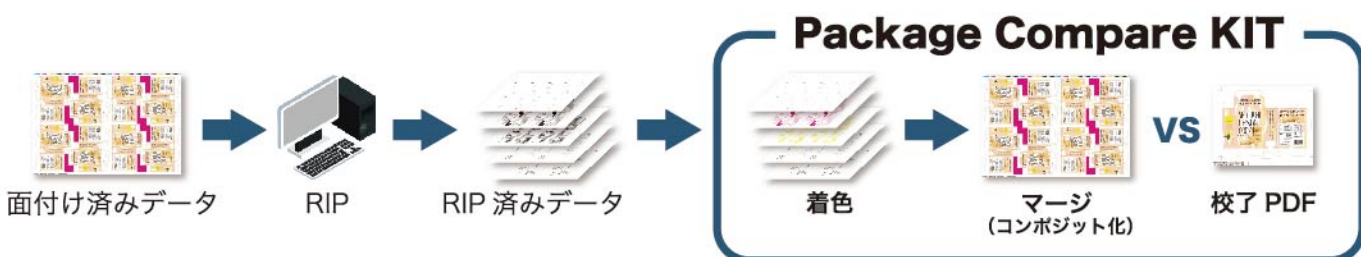 Package Compare KIT
面付け済みデータ
RIP
RIP 済みデータ
着色
マージ
(コンポジット化)
vs
校了 PDF